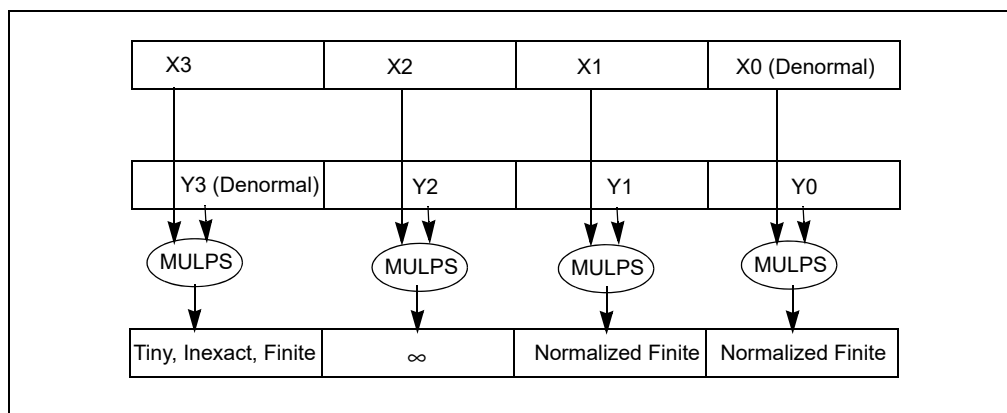 X3 X2 X1 X0 (Denormal)
Y3 (Denormal) Y2 Y1 Y0
MULPS MULPS MULPS MULPS
Tiny, Inexact, Finite ∞ Normalized Finite Normalized Finite